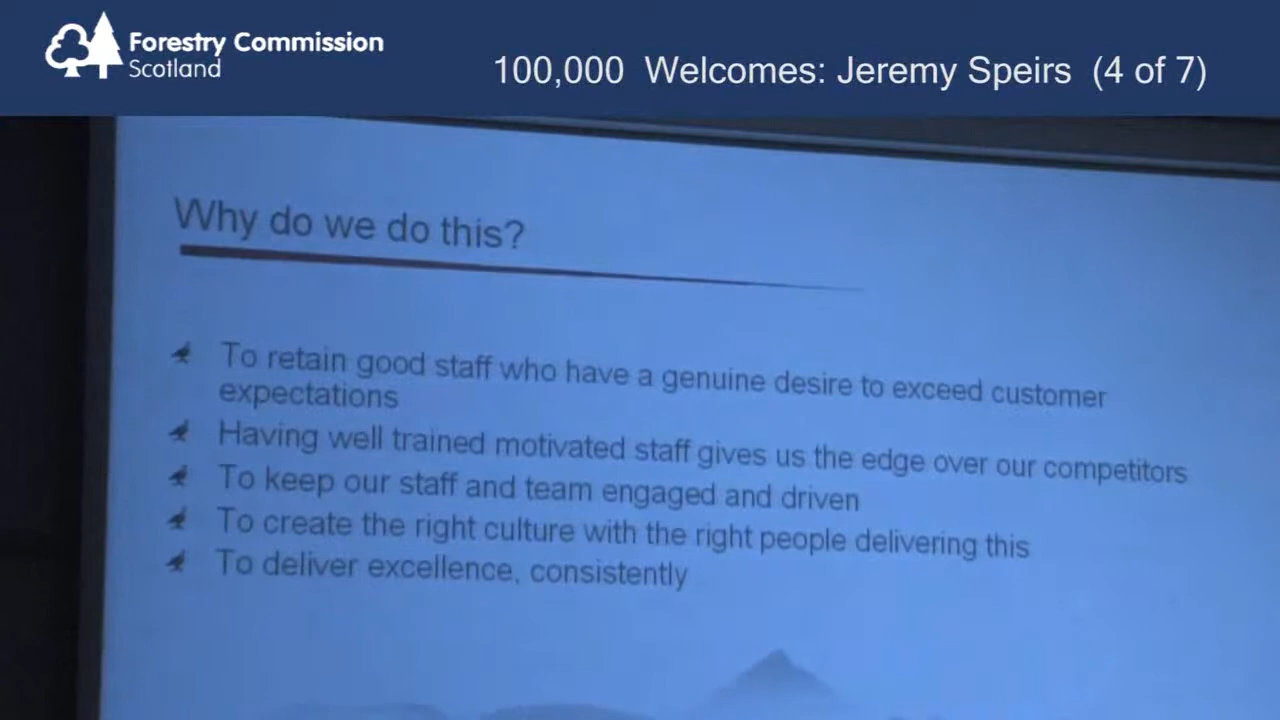 Forestry Commission
Scotland
100,000 Welcomes: Jeremy Speirs (4 of 7)
Why do we do this?
To retain good staff who have a genuine desire to exceed customer
expectations
Having well trained motivated staff gives us the edge over our competitors
To keep our staff and team engaged and driven
To create the right culture with the right people delivering this
To deliver excellence, consistently